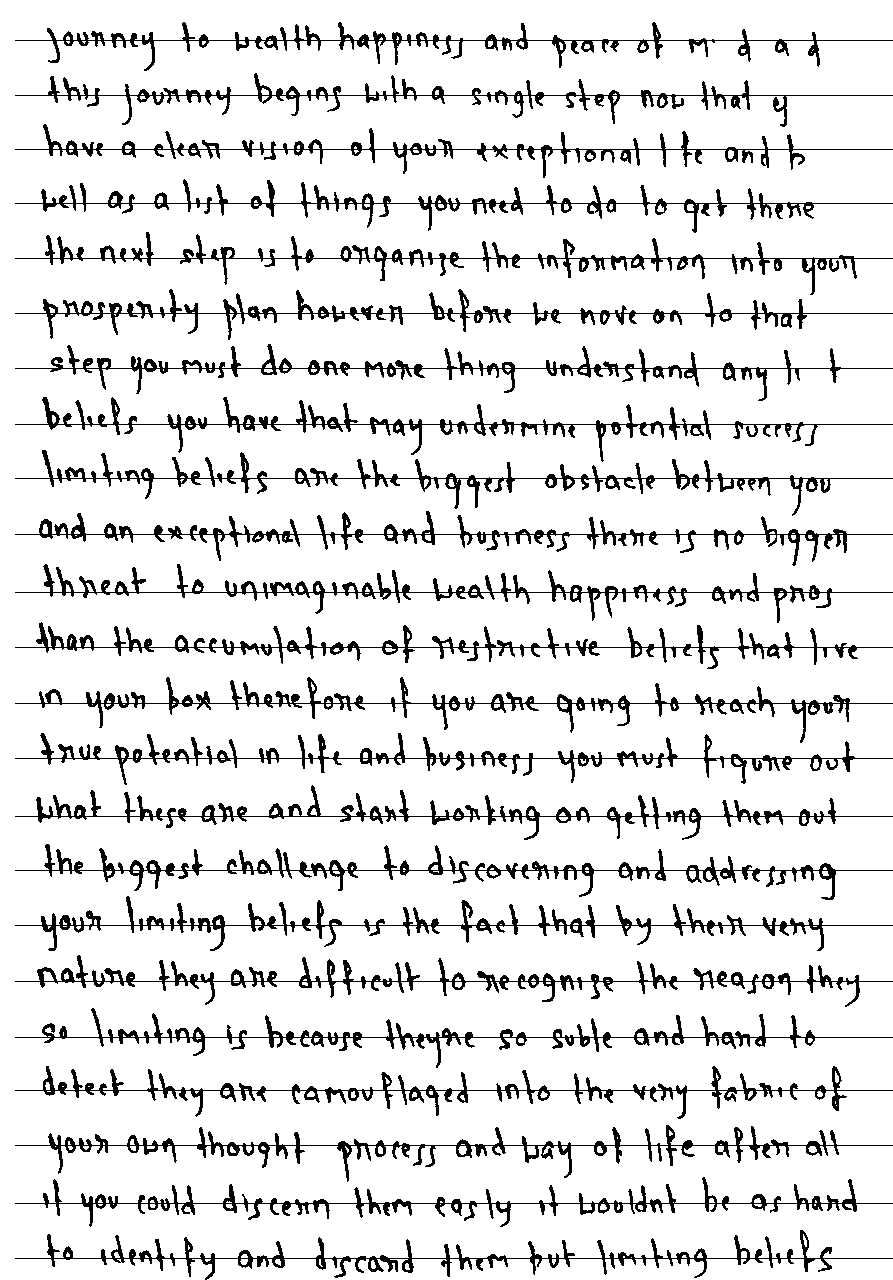 journey to wealth happiness and peace of
this journey begins with a single step now that
have a clear vision of your exceptional life and
well as a list of things you need to do to get there
the next step is to organize the information into your
prosperity plan however before we move on to that
step you must do one more thing understand any
beliefs you have that may undermine potential success
limiting beliefs are the biggest obstacle between you
and an exceptional life and business there is no bigger
threat to unimaginable wealth happiness and pros
than the accumulation of restrictive beliefs that live
in your box therefore if you are going to reach your
true potential in life and business you must figure out
what these are and start working on getting them out
the biggest challenge to discovering and addressing
your limiting beliefs is the fact that by their very
nature they are difficult to recognize the reason they
so limiting is because theyre so suble and hard to
detect they are camouflaged into the very fabric of
your own thought process and way of life after all
if you could discern them easly it wouldnt be as hard
to identify and discard them but limiting beliefs